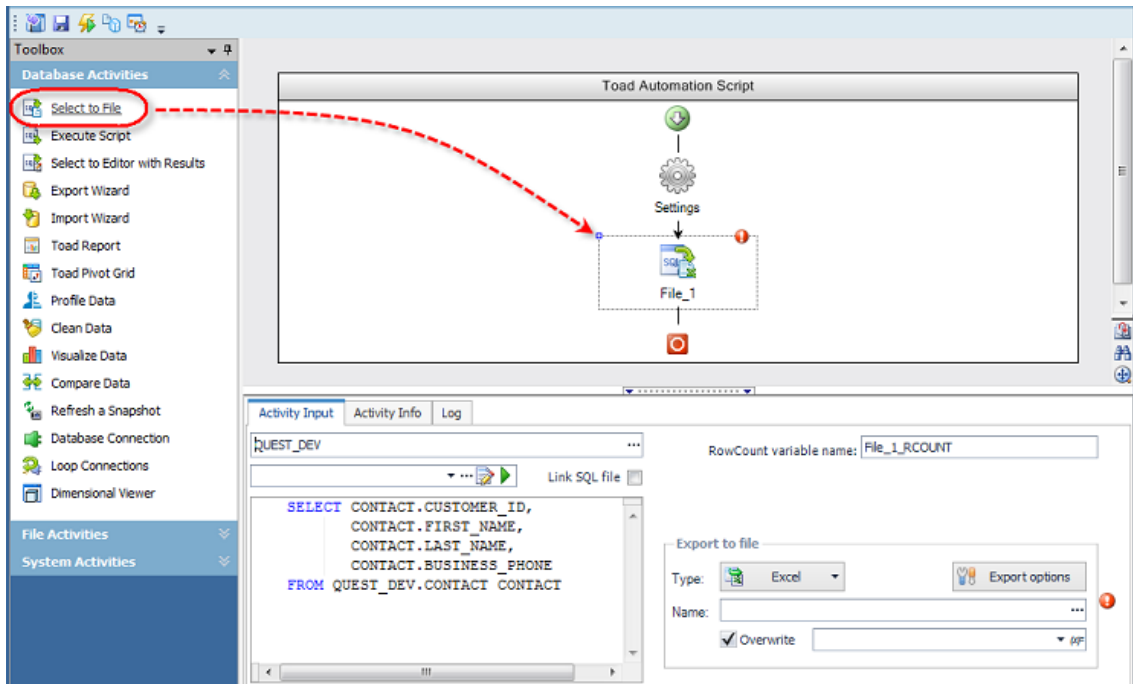 Toolbox
Database Activities
Select to File
Execute Script
Select to Editor with Results
Export Wizard
Import Wizard
Toad Report
Toad Pivot Grid
Profile Data
Clean Data
Visualize Data
Compare Data
Refresh a Snapshot
Database Connection
Loop Connections
Dimensional Viewer
File Activities
System Activities
Toad Automation Script
Settings
SQL
File_1
Activity Input
Activity Info
Log
QUEST_DEV
Link SQL file
SELECT CONTACT.CUSTOMER_ID,
CONTACT.FIRST_NAME,
CONTACT.LAST_NAME,
CONTACT.BUSINESS_PHONE
FROM QUEST_DEV.CONTACT CONTACT
RowCount variable name: File_1_RCOUNT
Export to file
Type: Excel
Export options
Name:
Overwrite